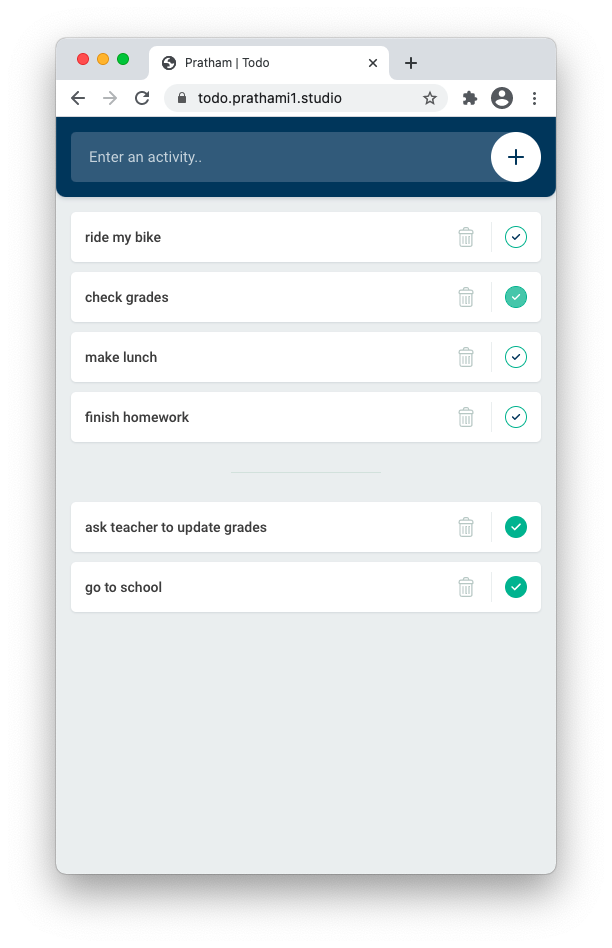 Pratham | Todo
todo.prathami1.studio
Enter an activity..
ride my bike
check grades
make lunch
finish homework
ask teacher to update grades
go to school